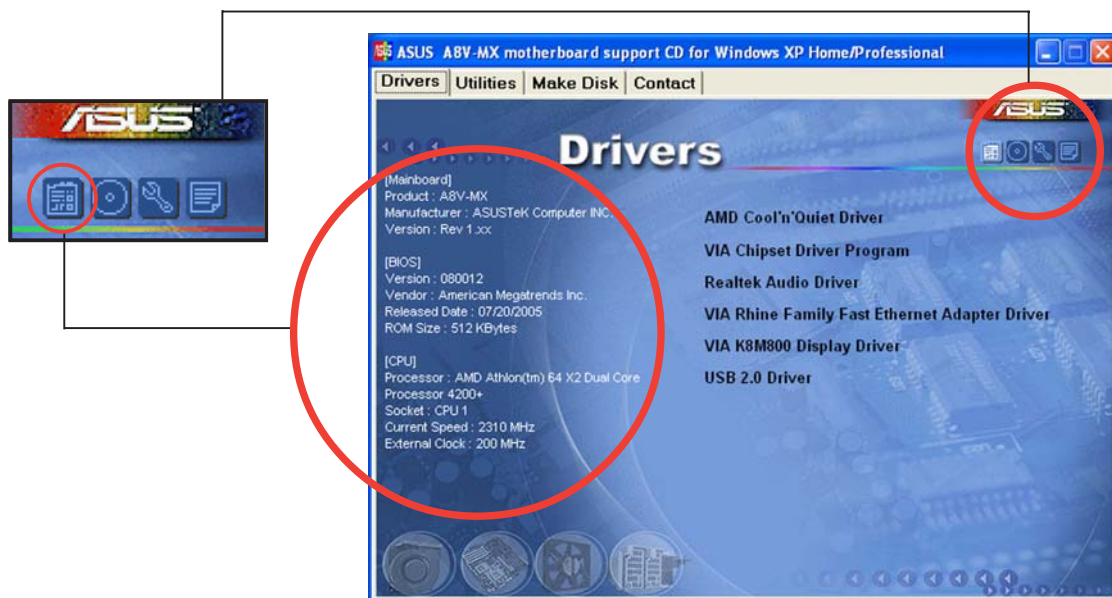 ASUS A8V-MX motherboard support CD for Windows XP Home/Professional
Drivers Utilities Make Disk Contact
ASUS
ASUS
Drivers
[Mainboard]
Product : A8V-MX
Manufacturer : ASUSTeK Computer INC.
Version : Rev 1.xx
[BIOS]
Version : 080012
Vendor : American Megatrends Inc.
Released Date : 07/20/2005
ROM Size : 512 KBytes
[CPU]
Processor : AMD Athlon(tm) 64 X2 Dual Core
Processor 4200+
Socket : CPU 1
Current Speed : 2310 MHz
External Clock : 200 MHz
AMD Cool'n'Quiet Driver
VIA Chipset Driver Program
Realtek Audio Driver
VIA Rhine Family Fast Ethernet Adapter Driver
VIA K8M800 Display Driver
USB 2.0 Driver